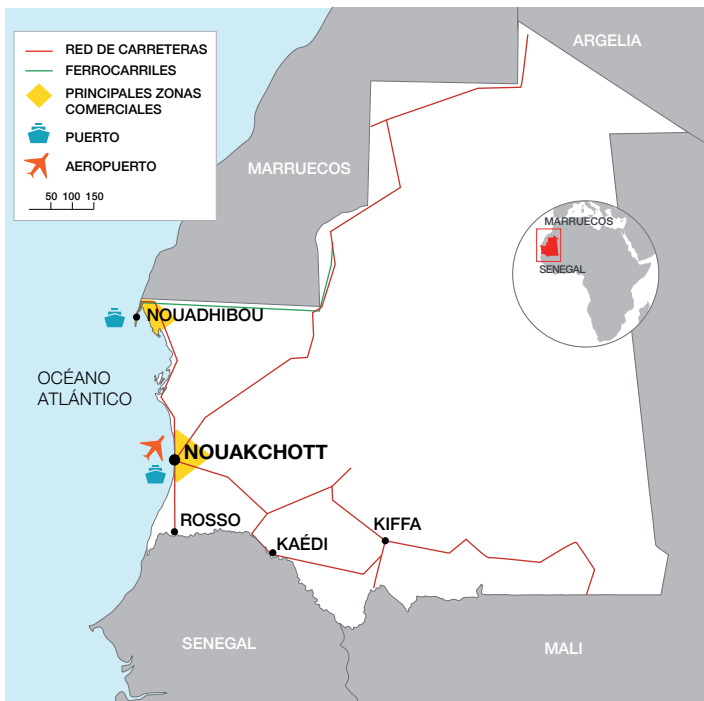 RED DE CARRETERAS
FERROCARRILES
PRINCIPALES ZONAS
COMERCIALES
PUERTO
AEROPUERTO
50 100 150
ARGELIA
MARRUECOS
MARRUECOS
SENEGAL
NOUADHIBOU
OCÉANO
ATLÁNTICO
NOUAKCHOTT
ROSSO
KAÉDI
KIFFA
SENEGAL
MALI